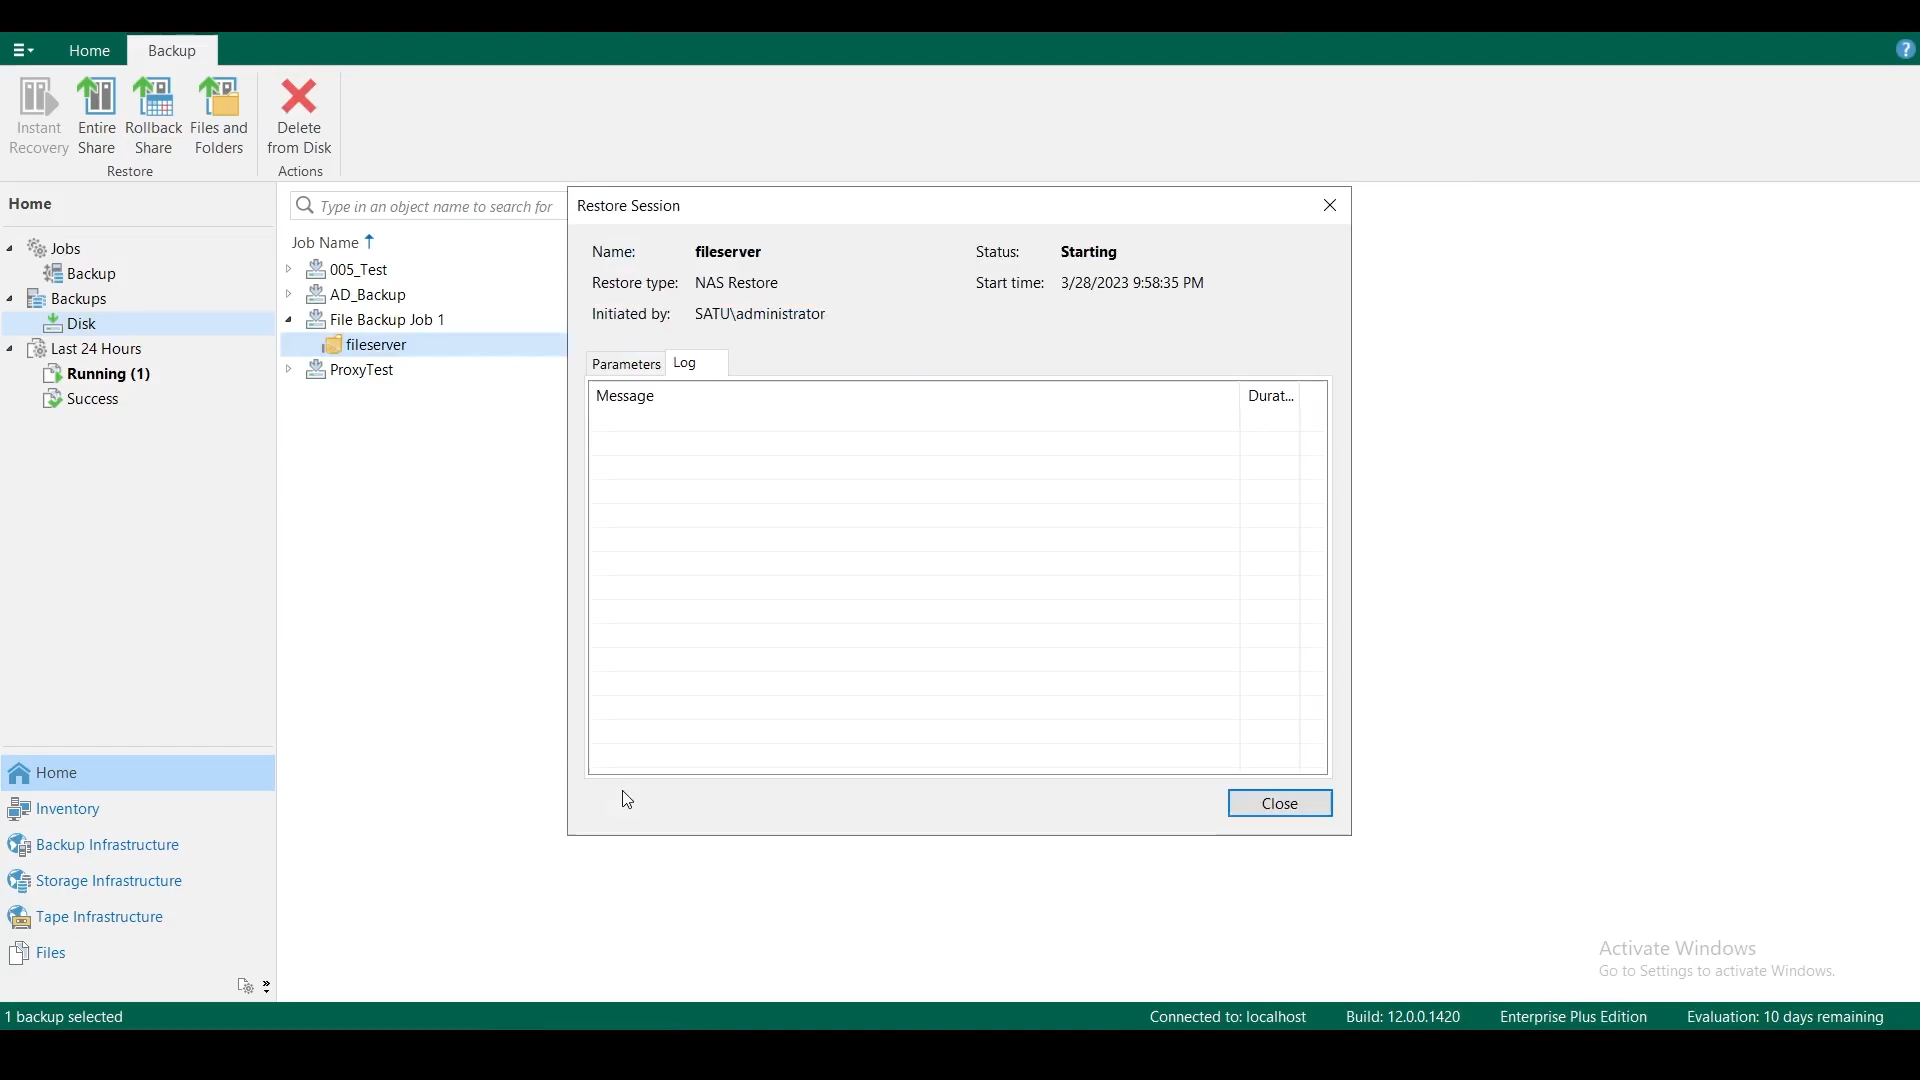 Home
Backup
?
Instant
Recovery
Entire
Share
Rollback
Share
Files and
Folders
Restore
Delete
from Disk
Actions
Home
Jobs
Backup
Backups
Disk
Last 24 Hours
Running (1)
Success
Type in an object name to search for
Job Name
005_Test
AD_Backup
File Backup Job 1
fileserver
ProxyTest
Restore Session
Name: fileserver
Status: Starting
Restore type: NAS Restore
Start time: 3/28/2023 9:58:35 PM
Initiated by: SATU\administrator
Parameters
Log
Message
Durat...
Close
Home
Inventory
Backup Infrastructure
Storage Infrastructure
Tape Infrastructure
Files
Activate Windows
Go to Settings to activate Windows.
1 backup selected
Connected to: localhost
Build: 12.0.0.1420
Enterprise Plus Edition
Evaluation: 10 days remaining